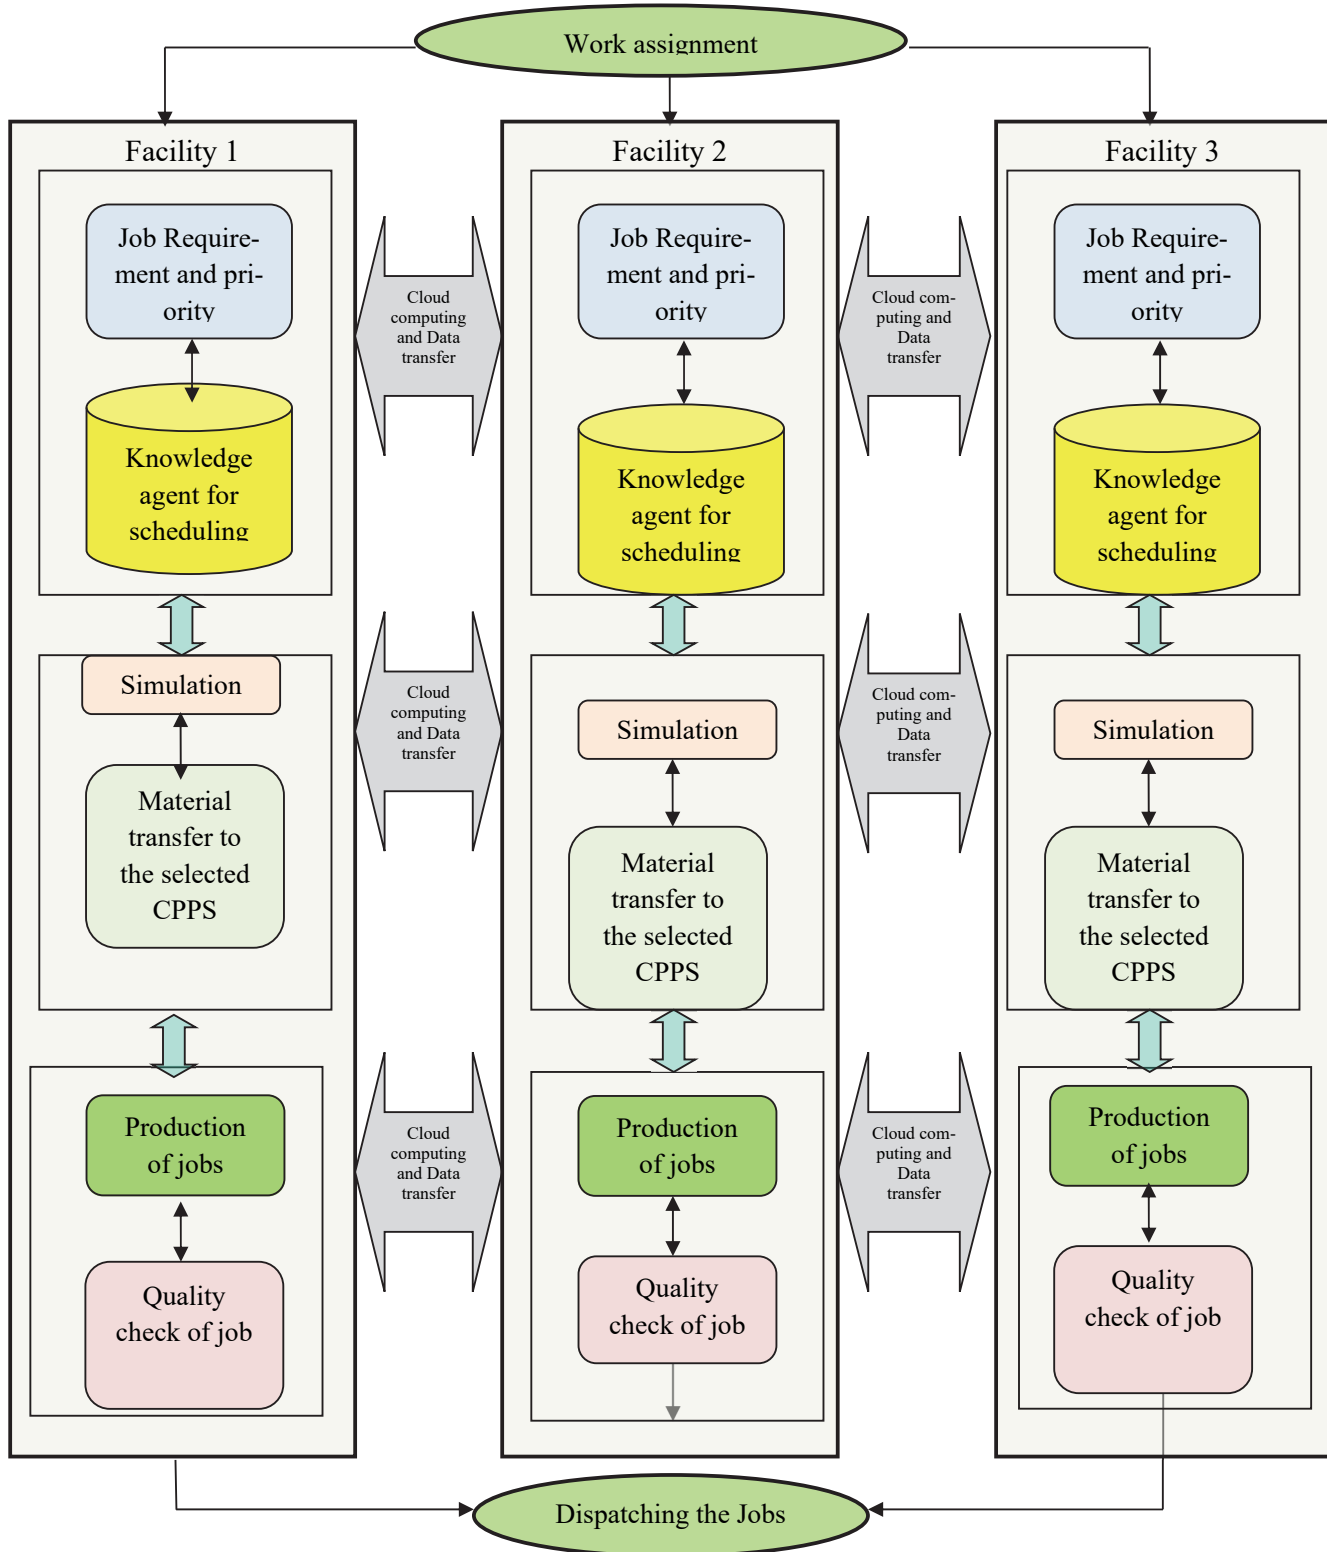 Work assignment
Facility 1
Job Require-
ment and pri-
ority
Knowledge
agent for
scheduling
Simulation
Material
transfer to
the selected
CPPS
Production
of jobs
Quality
check of job
Cloud
computing
and Data
transfer
Cloud
computing
and Data
transfer
Cloud
computing
and Data
transfer
Facility 2
Job Require-
ment and pri-
ority
Knowledge
agent for
scheduling
Simulation
Material
transfer to
the selected
CPPS
Production
of jobs
Quality
check of job
Cloud com-
puting and
Data
transfer
Cloud com-
puting and
Data
transfer
Cloud com-
puting and
Data
transfer
Facility 3
Job Require-
ment and pri-
ority
Knowledge
agent for
scheduling
Simulation
Material
transfer to
the selected
CPPS
Production
of jobs
Quality
check of job
Dispatching the Jobs